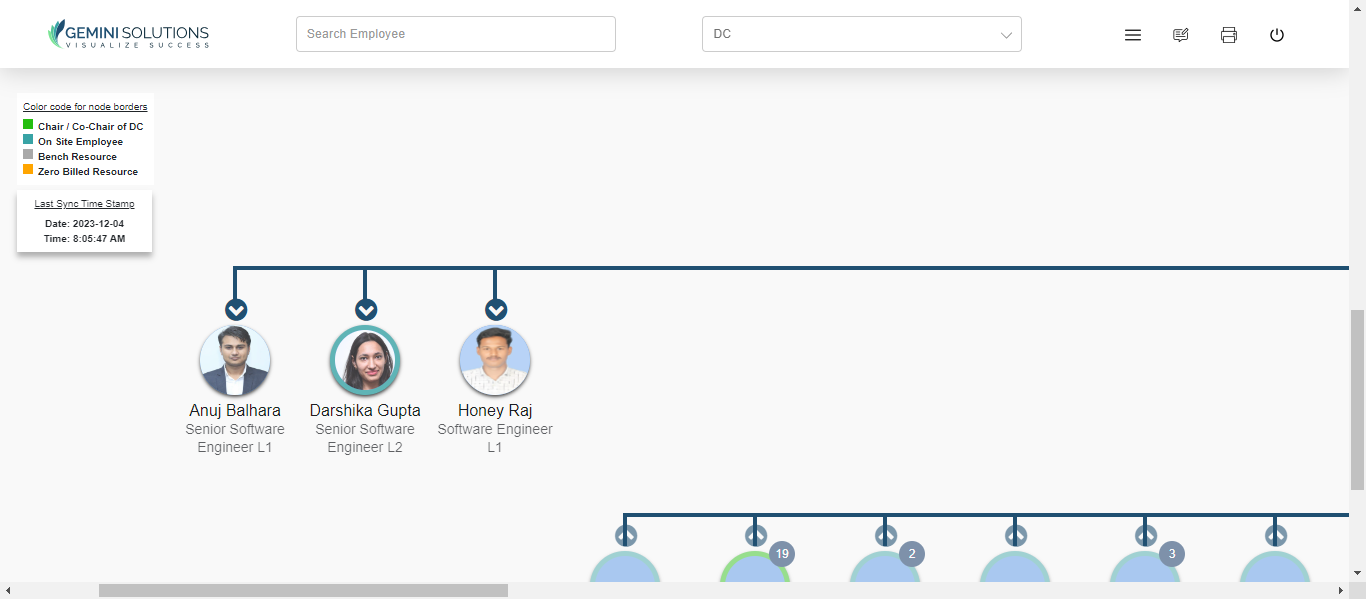 GEMINI SOLUTIONS
VISUALIZE SUCCESS
Search Employee
DC
Color code for node borders
Chair / Co-Chair of DC
On Site Employee
Bench Resource
Zero Billed Resource
Last Sync Time Stamp
Date: 2023-12-04
Time: 8:05:47 AM
Anuj Balhara
Senior Software
Engineer L1
Darshika Gupta
Senior Software
Engineer L2
Honey Raj
Software Engineer
L1
19
2
3